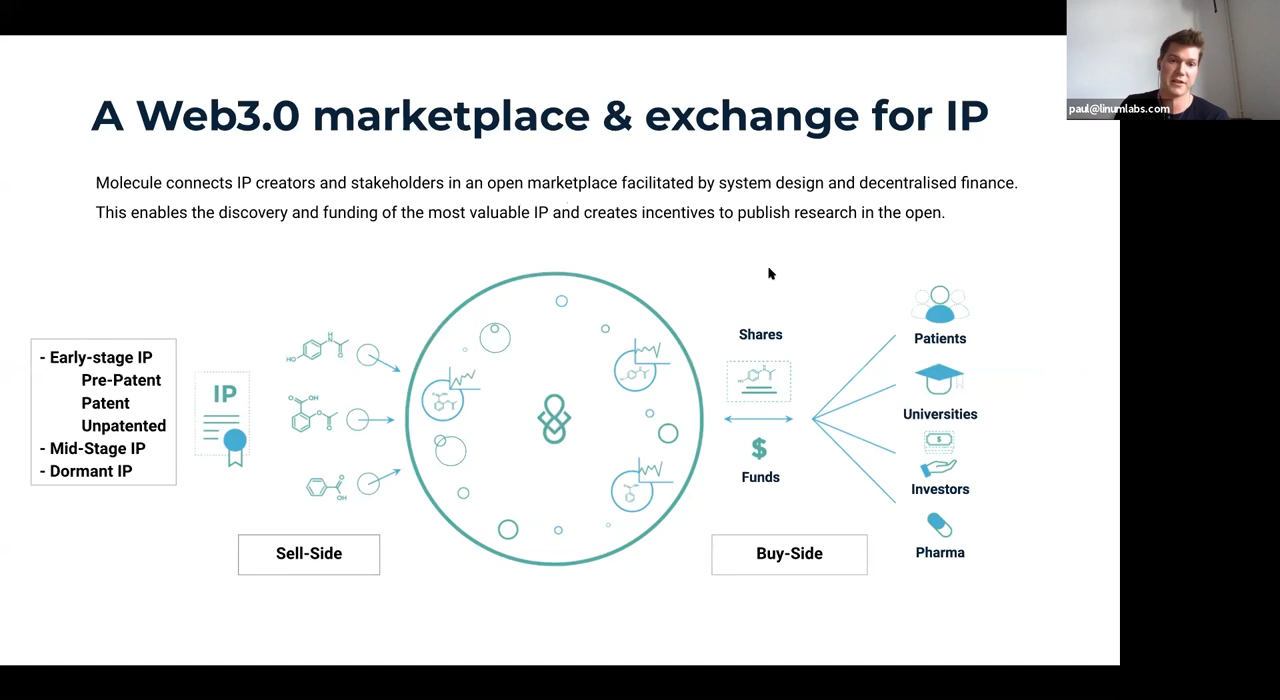 paul@linumlabs.com
A Web3.0 marketplace & exchange for IP
Molecule connects IP creators and stakeholders in an open marketplace facilitated by system design and decentralised finance.
This enables the discovery and funding of the most valuable IP and creates incentives to publish research in the open.
- Early-stage IP
Pre-Patent
Patent
Unpatented
- Mid-Stage IP
- Dormant IP
IP
HO
H
N
O
O
OH
O
O
O
OH
Sell-Side
Shares
$
Funds
Buy-Side
Patients
Universities
$
Investors
Pharma